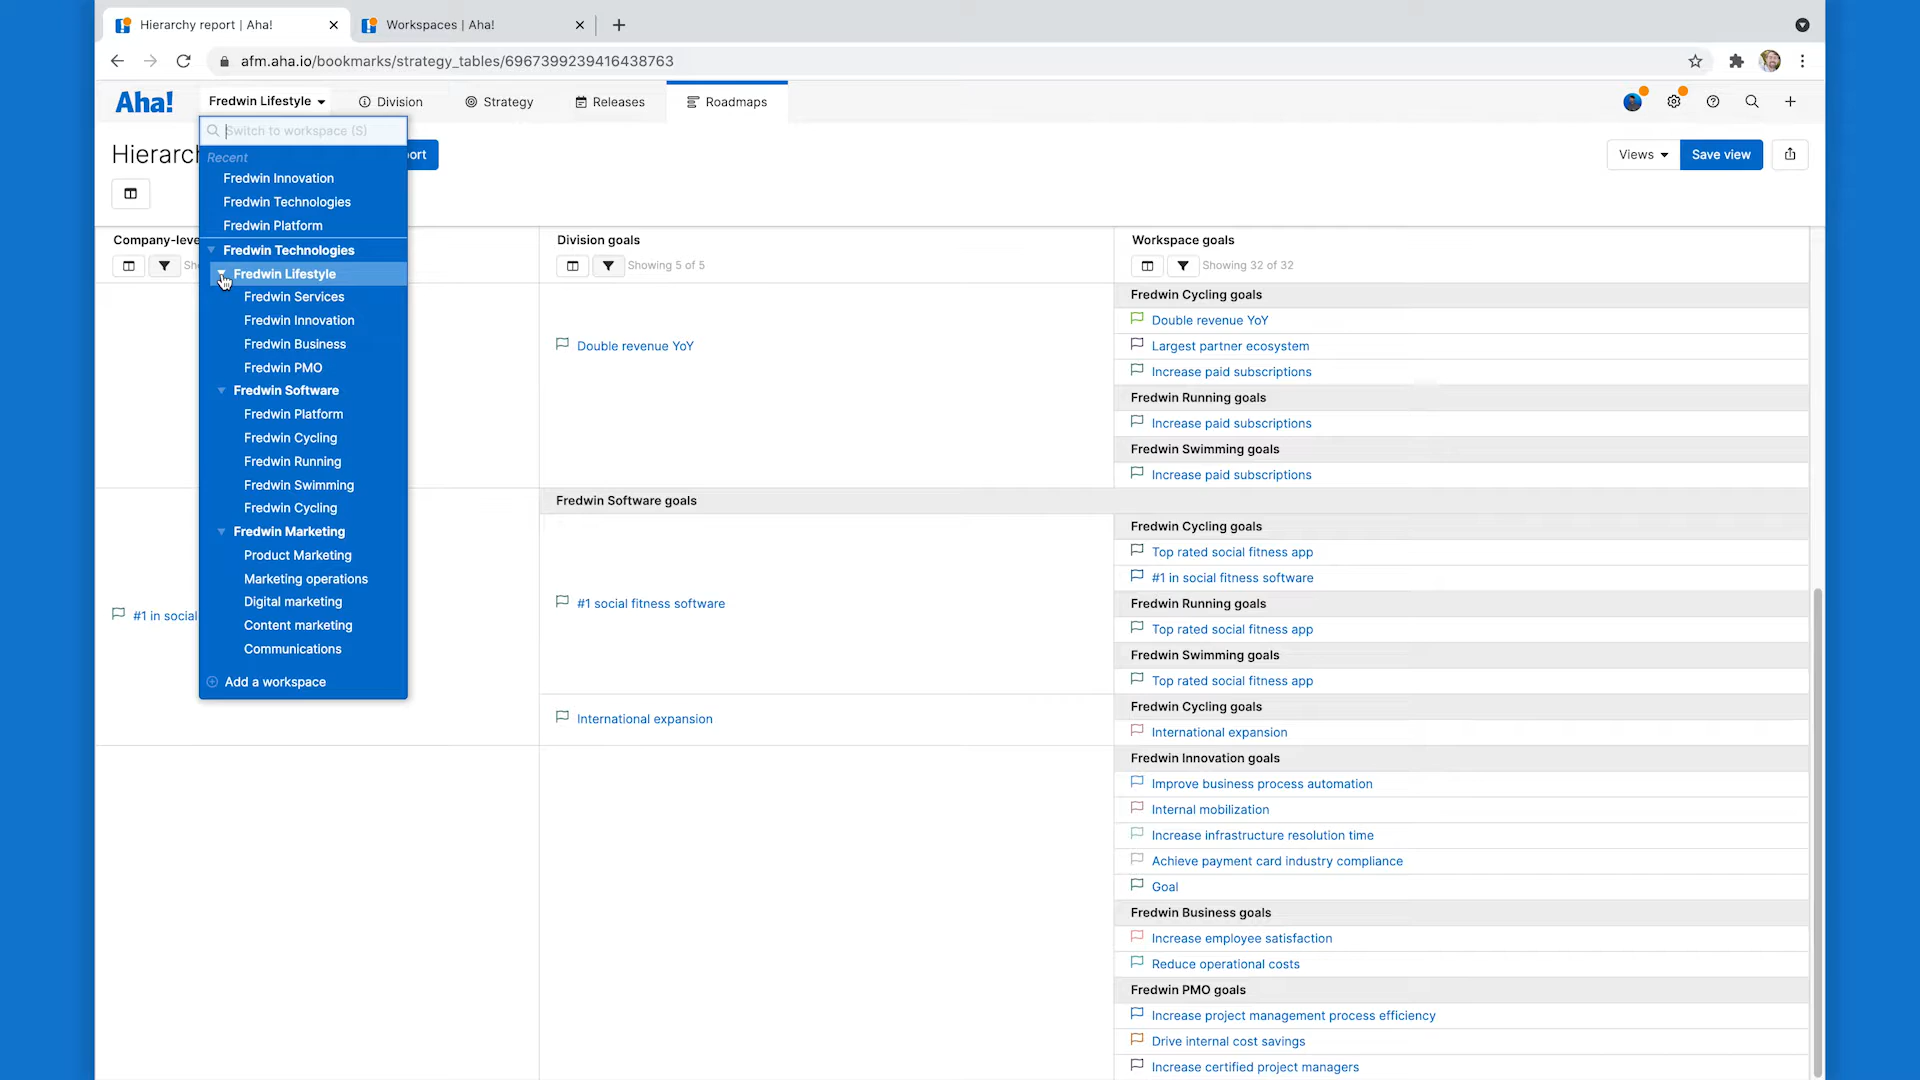 Hierarchy report | Aha!
Workspaces | Aha!
afm.aha.io/bookmarks/strategy_tables/6967399239416438763
Aha!
Fredwin Lifestyle
Division
Strategy
Releases
Roadmaps
Switch to workspace (S)
Hierarc
ort
Views
Save view
Recent
Fredwin Innovation
Fredwin Technologies
Fredwin Platform
Fredwin Technologies
Fredwin Lifestyle
Fredwin Services
Fredwin Innovation
Fredwin Business
Fredwin PMO
Fredwin Software
Fredwin Platform
Fredwin Cycling
Fredwin Running
Fredwin Swimming
Fredwin Cycling
Fredwin Marketing
Product Marketing
Marketing operations
Digital marketing
Content marketing
Communications
Add a workspace
Company-leve
Sh
#1 in social
Division goals
Showing 5 of 5
Double revenue YoY
Fredwin Software goals
#1 social fitness software
International expansion
Workspace goals
Showing 32 of 32
Fredwin Cycling goals
Double revenue YoY
Largest partner ecosystem
Increase paid subscriptions
Fredwin Running goals
Increase paid subscriptions
Fredwin Swimming goals
Increase paid subscriptions
Fredwin Cycling goals
Top rated social fitness app
#1 in social fitness software
Fredwin Running goals
Top rated social fitness app
Fredwin Swimming goals
Top rated social fitness app
Fredwin Cycling goals
International expansion
Fredwin Innovation goals
Improve business process automation
Internal mobilization
Increase infrastructure resolution time
Achieve payment card industry compliance
Goal
Fredwin Business goals
Increase employee satisfaction
Reduce operational costs
Fredwin PMO goals
Increase project management process efficiency
Drive internal cost savings
Increase certified project managers